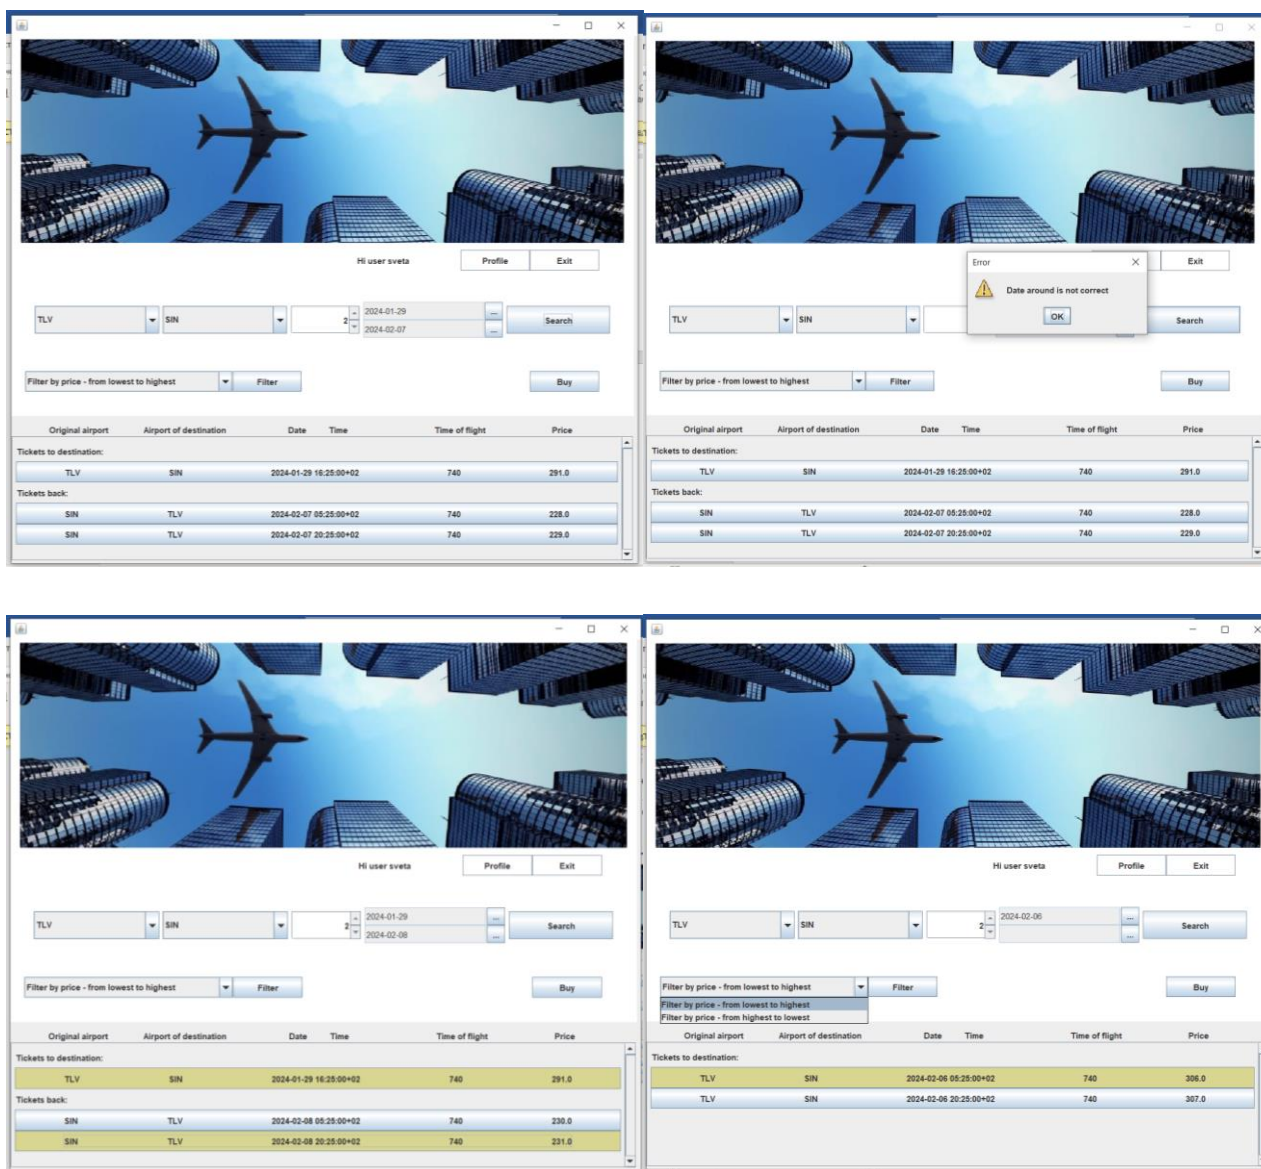 Hi user sveta Profile Exit
TLV SIN 2 2024-01-29 ...
2024-02-07 ...
Search
Filter by price - from lowest to highest Filter Buy
Original airport Airport of destination Date Time Time of flight Price
Tickets to destination:
TLV SIN 2024-01-29 16:25:00+02 740 291.0
Tickets back:
SIN TLV 2024-02-07 05:25:00+02 740 228.0
SIN TLV 2024-02-07 20:25:00+02 740 229.0
Error
Date around is not correct
OK
Exit
TLV SIN Search
Filter by price - from lowest to highest Filter Buy
Original airport Airport of destination Date Time Time of flight Price
Tickets to destination:
TLV SIN 2024-01-29 16:25:00+02 740 291.0
Tickets back:
SIN TLV 2024-02-07 05:25:00+02 740 228.0
SIN TLV 2024-02-07 20:25:00+02 740 229.0
Hi user sveta Profile Exit
TLV SIN 2 2024-01-29 ...
2024-02-08 ...
Search
Filter by price - from lowest to highest Filter Buy
Original airport Airport of destination Date Time Time of flight Price
Tickets to destination:
TLV SIN 2024-01-29 16:25:00+02 740 291.0
Tickets back:
SIN TLV 2024-02-08 05:25:00+02 740 230.0
SIN TLV 2024-02-08 20:25:00+02 740 231.0
Hi user sveta Profile Exit
TLV SIN 2 2024-02-06 ...
...
Search
Filter by price - from lowest to highest Filter Buy
Filter by price - from lowest to highest
Filter by price - from highest to lowest
Original airport Airport of destination Date Time Time of flight Price
Tickets to destination:
TLV SIN 2024-02-06 05:25:00+02 740 306.0
TLV SIN 2024-02-06 20:25:00+02 740 307.0